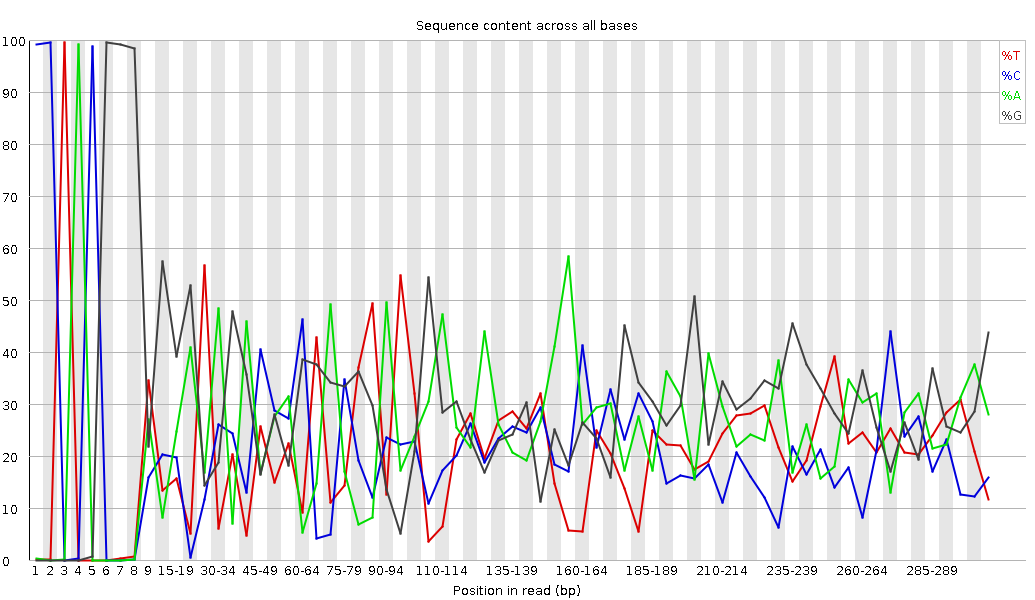 Sequence content across all bases
100
90
80
70
60
50
40
30
20
10
0
%T
%C
%A
%G
1 2 3 4 5 6 7 8 9 15-19 30-34 45-49 60-64 75-79 90-94 110-114 135-139 160-164 185-189 210-214 235-239 260-264 285-289
Position in read (bp)